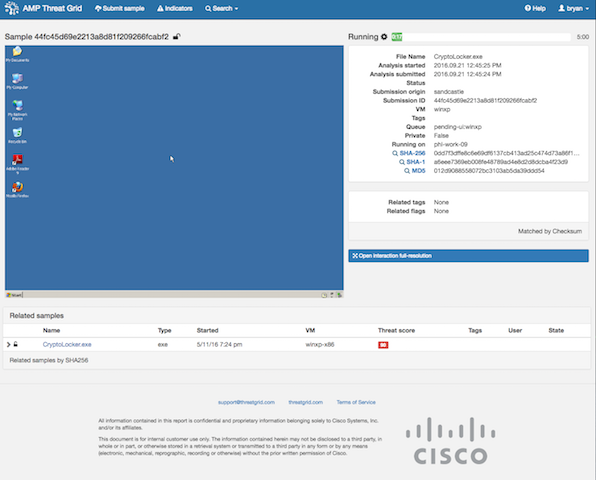 AMP Threat Grid
Submit sample
Indicators
Search
Help
bryan
Sample 44fc45d69e2213a8d81f209266fcabf2
Running
0:13
5:00
My Documents
My Computer
My Network
Places
Recycle Bin
Adobe Reader
9
Mozilla Firefox
Start
File Name CryptoLocker.exe
Analysis started 2016.09.21 12:45:25 PM
Analysis submitted 2016.09.21 12:45:24 PM
Status
Submission origin sandcastle
Submission ID 44fc45d69e2213a8d81f209266fcabf2
VM winxp
Tags
Queue pending-ui:winxp
Private False
Running on phl-work-09
SHA-256 0dd7f3dffe8c6e69df6137cb413ad25c474d73a86f1...
SHA-1 a6eee7369eb008fe48789ad4e8d2d8dcba4f23d9
MD5 012d9088558072bc3103ab5da39ddd54
Related tags None
Related flags None
Matched by Checksum
Open interaction full-resolution
Related samples
Name Type Started VM Threat score Tags User State
CryptoLocker.exe exe 5/11/16 7:24 pm winxp-x86
Related samples by SHA256
support@threatgrid.com threatgrid.com Terms of Service
All information contained in this report is confidential and proprietary information belonging solely to Cisco Systems, Inc.
and/or its affiliates.
This document is for internal customer use only. The information contained herein may not be disclosed to a third party, in
whole or in part, or otherwise stored in a retrieval system or transmitted to a third party in any form or by any means
(electronic, mechanical, reprographic, recording or otherwise) without the prior written permission of Cisco.
CISCO